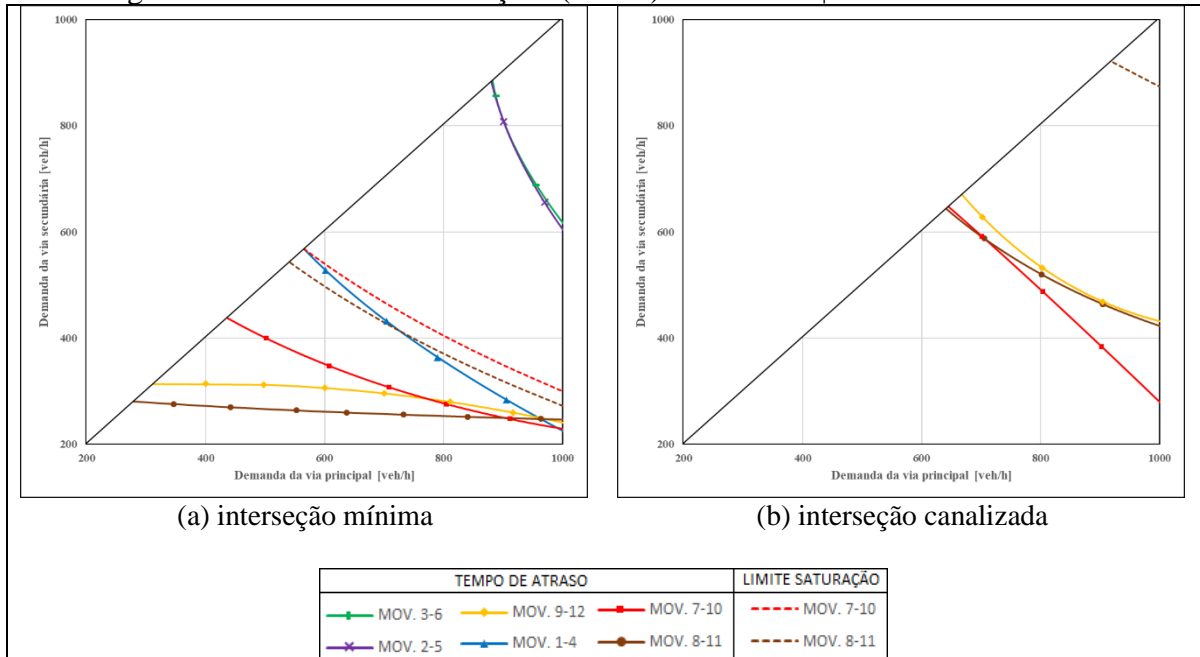 1000
800
600
400
200
200
400
600
800
1000
Demanda da via secundária [veh/h]
Demanda da via principal [veh/h]
(a) interseção mínima
1000
800
600
400
200
200
400
600
800
1000
Demanda da via secundária [veh/h]
Demanda da via principal [veh/h]
(b) interseção canalizada
TEMPO DE ATRASO
LIMITE SATURAÇÃO
MOV. 3-6
MOV. 9-12
MOV. 7-10
MOV. 7-10
MOV. 2-5
MOV. 1-4
MOV. 8-11
MOV. 8-11